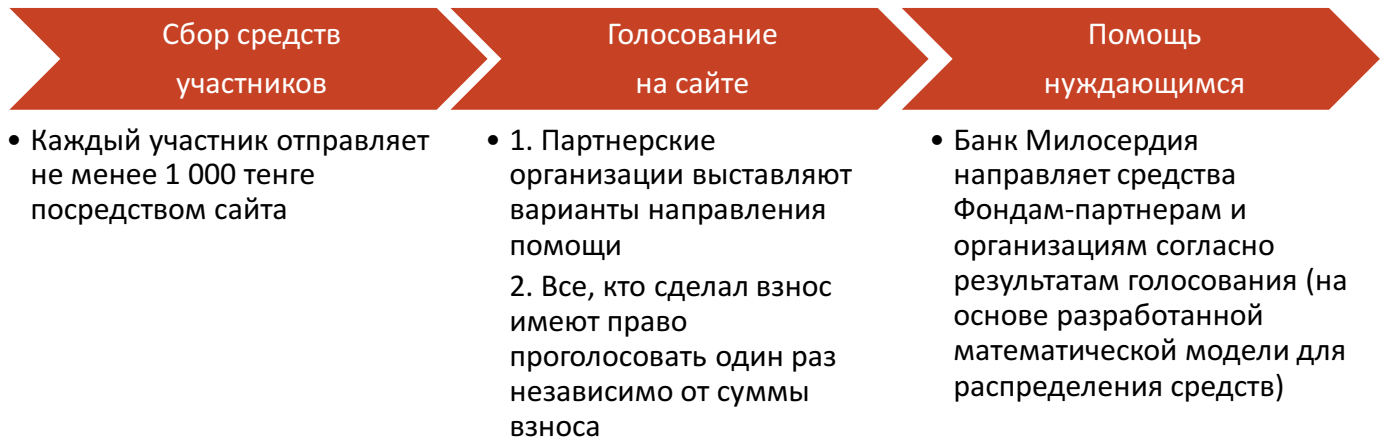 Сбор средств
участников
• Каждый участник отправляет
не менее 1 000 тенге
посредством сайта
Голосование
на сайте
• 1. Партнерские
организации выставляют
варианты направления
помощи
2. Все, кто сделал взнос
имеют право
проголосовать один раз
независимо от суммы
взноса
Помощь
нуждающимся
• Банк Милосердия
направляет средства
Фондам-партнерам и
организациям согласно
результатам голосования (на
основе разработанной
математической модели для
распределения средств)